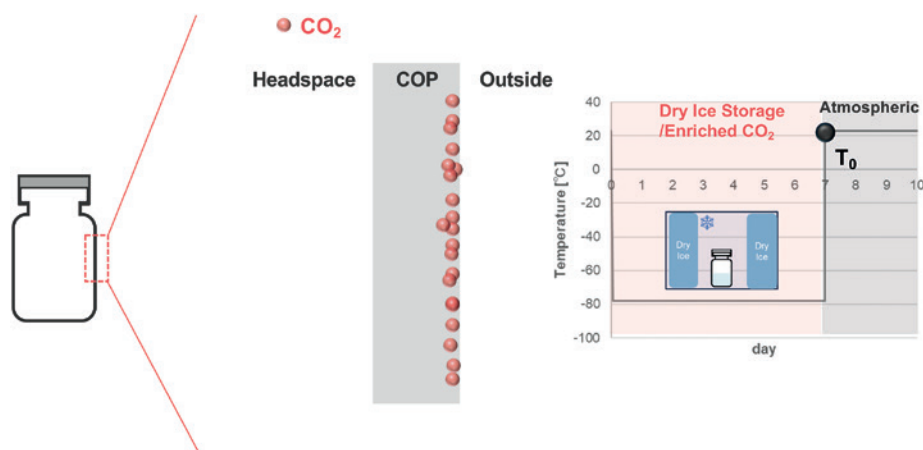 CO2
Headspace
COP
Outside
Dry Ice Storage
/Enriched CO2
Atmospheric
T0
Temperature [℃]
40
20
0
-20
-40
-60
-80
-100
0 1 2 3 4 5 6 7 8 9 10
Dry
Ice
Dry
Ice
day